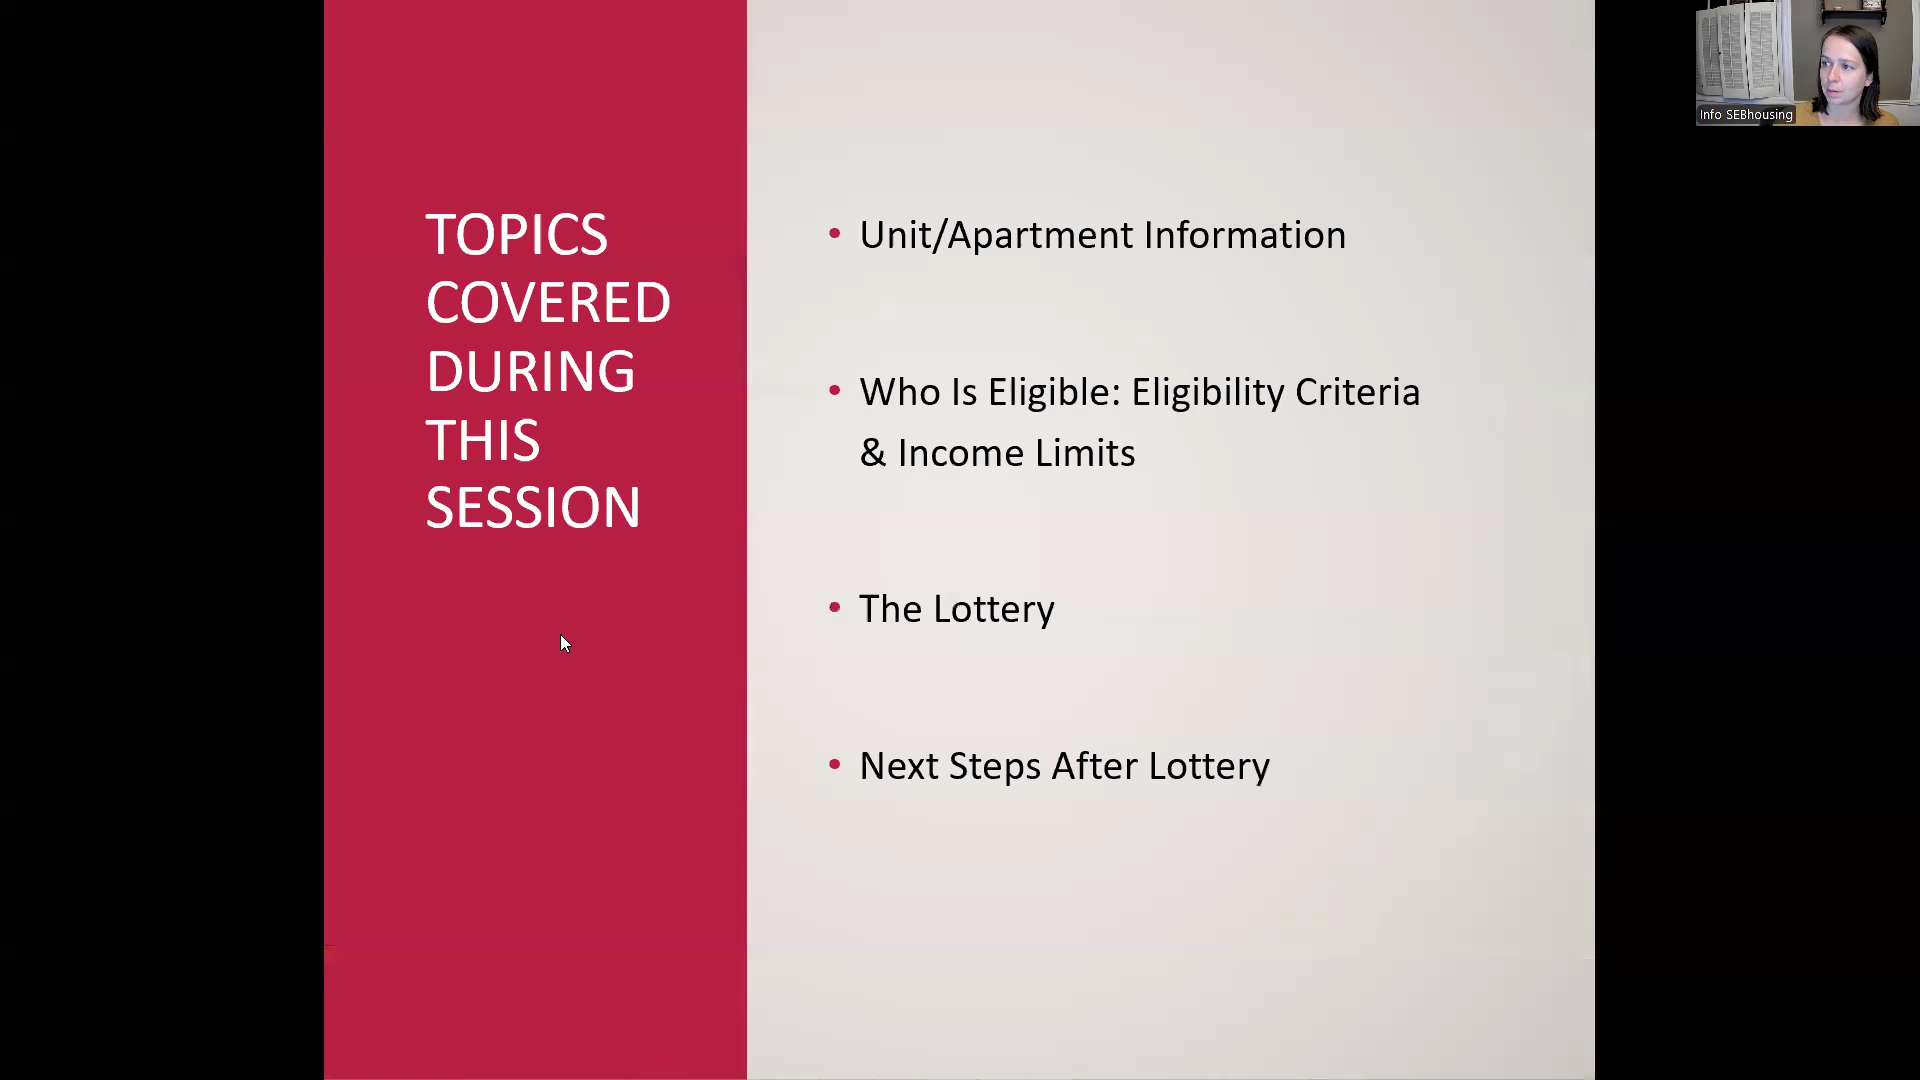 TOPICS
COVERED
DURING
THIS
SESSION
• Unit/Apartment Information
• Who Is Eligible: Eligibility Criteria
& Income Limits
• The Lottery
• Next Steps After Lottery
Info SEBhousing